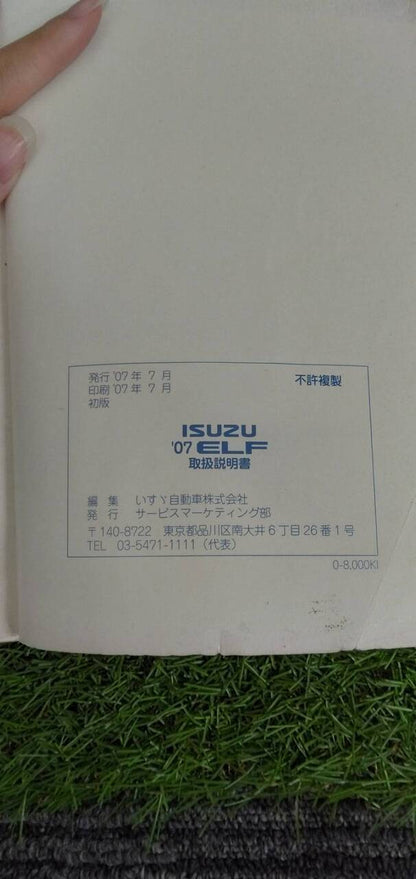 発行 '07年 7月
不許複製
印刷 '07年 7月
初版
ISUZU
'07 ELF
取扱説明書
編 集 いすゞ自動車株式会社
発 行 サービスマーケティング部
〒140-8722 東京都品川区南大井6丁目26番1号
TEL 03-5471-1111（代表）
0-8,000KI